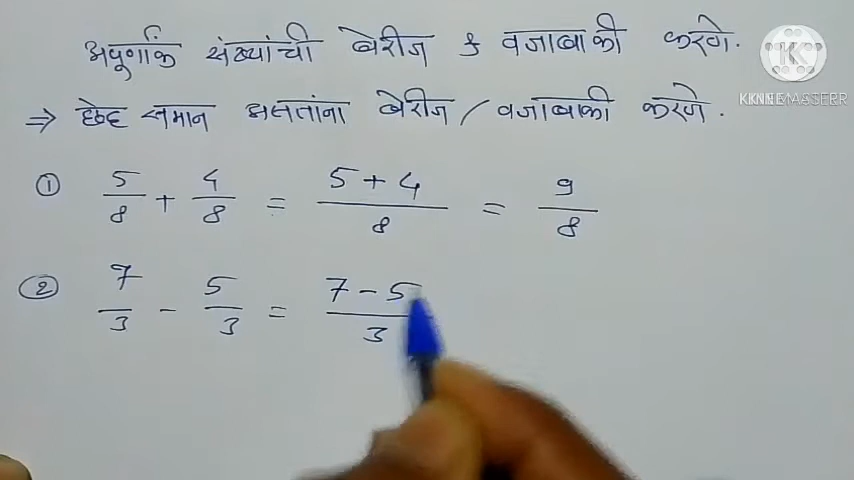 अपूर्णांक संख्यांची बेरीज व वजाबाकी करणे.
⇒ छेद समान असतांना बेरीज / वजाबाकी करणे.
① 5/8 + 4/8 = 5+4/8 = 9/8
② 7/3 - 5/3 = 7-5/3